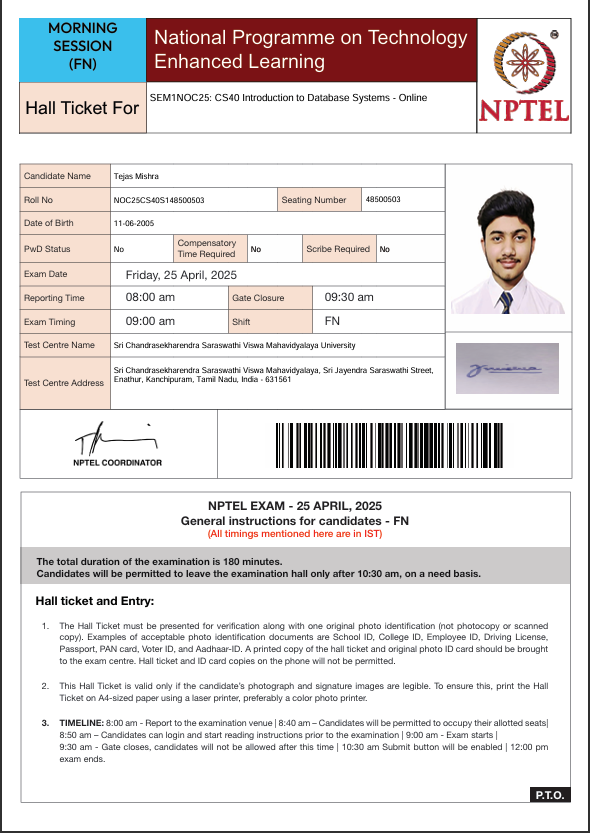 MORNING
SESSION
(FN)
National Programme on Technology
Enhanced Learning
NPTEL
Hall Ticket For
SEM1NOC25: CS40 Introduction to Database Systems - Online
Candidate Name Tejas Mishra
Roll No NOC25CS40S148500503 Seating Number 48500503
Date of Birth 11-06-2005
PwD Status No Compensatory Time Required No Scribe Required No
Exam Date Friday, 25 April, 2025
Reporting Time 08:00 am Gate Closure 09:30 am
Exam Timing 09:00 am Shift FN
Test Centre Name Sri Chandrasekharendra Saraswathi Viswa Mahavidyalaya University
Test Centre Address Sri Chandrasekharendra Saraswathi Viswa Mahavidyalaya, Sri Jayendra Saraswathi Street,
Enathur, Kanchipuram, Tamil Nadu, India - 631561
NPTEL COORDINATOR
NPTEL EXAM - 25 APRIL, 2025
General instructions for candidates - FN
(All timings mentioned here are in IST)
The total duration of the examination is 180 minutes.
Candidates will be permitted to leave the examination hall only after 10:30 am, on a need basis.
Hall ticket and Entry:
1. The Hall Ticket must be presented for verification along with one original photo identification (not photocopy or scanned
copy). Examples of acceptable photo identification documents are School ID, College ID, Employee ID, Driving License,
Passport, PAN card, Voter ID, and Aadhaar-ID. A printed copy of the hall ticket and original photo ID card should be brought
to the exam centre. Hall ticket and ID card copies on the phone will not be permitted.
2. This Hall Ticket is valid only if the candidate's photograph and signature images are legible. To ensure this, print the Hall
Ticket on A4-sized paper using a laser printer, preferably a color photo printer.
3. TIMELINE: 8:00 am - Report to the examination venue | 8:40 am – Candidates will be permitted to occupy their allotted seats|
8:50 am – Candidates can login and start reading instructions prior to the examination | 9:00 am - Exam starts |
9:30 am - Gate closes, candidates will not be allowed after this time | 10:30 am Submit button will be enabled | 12:00 pm
exam ends.
P.T.O.